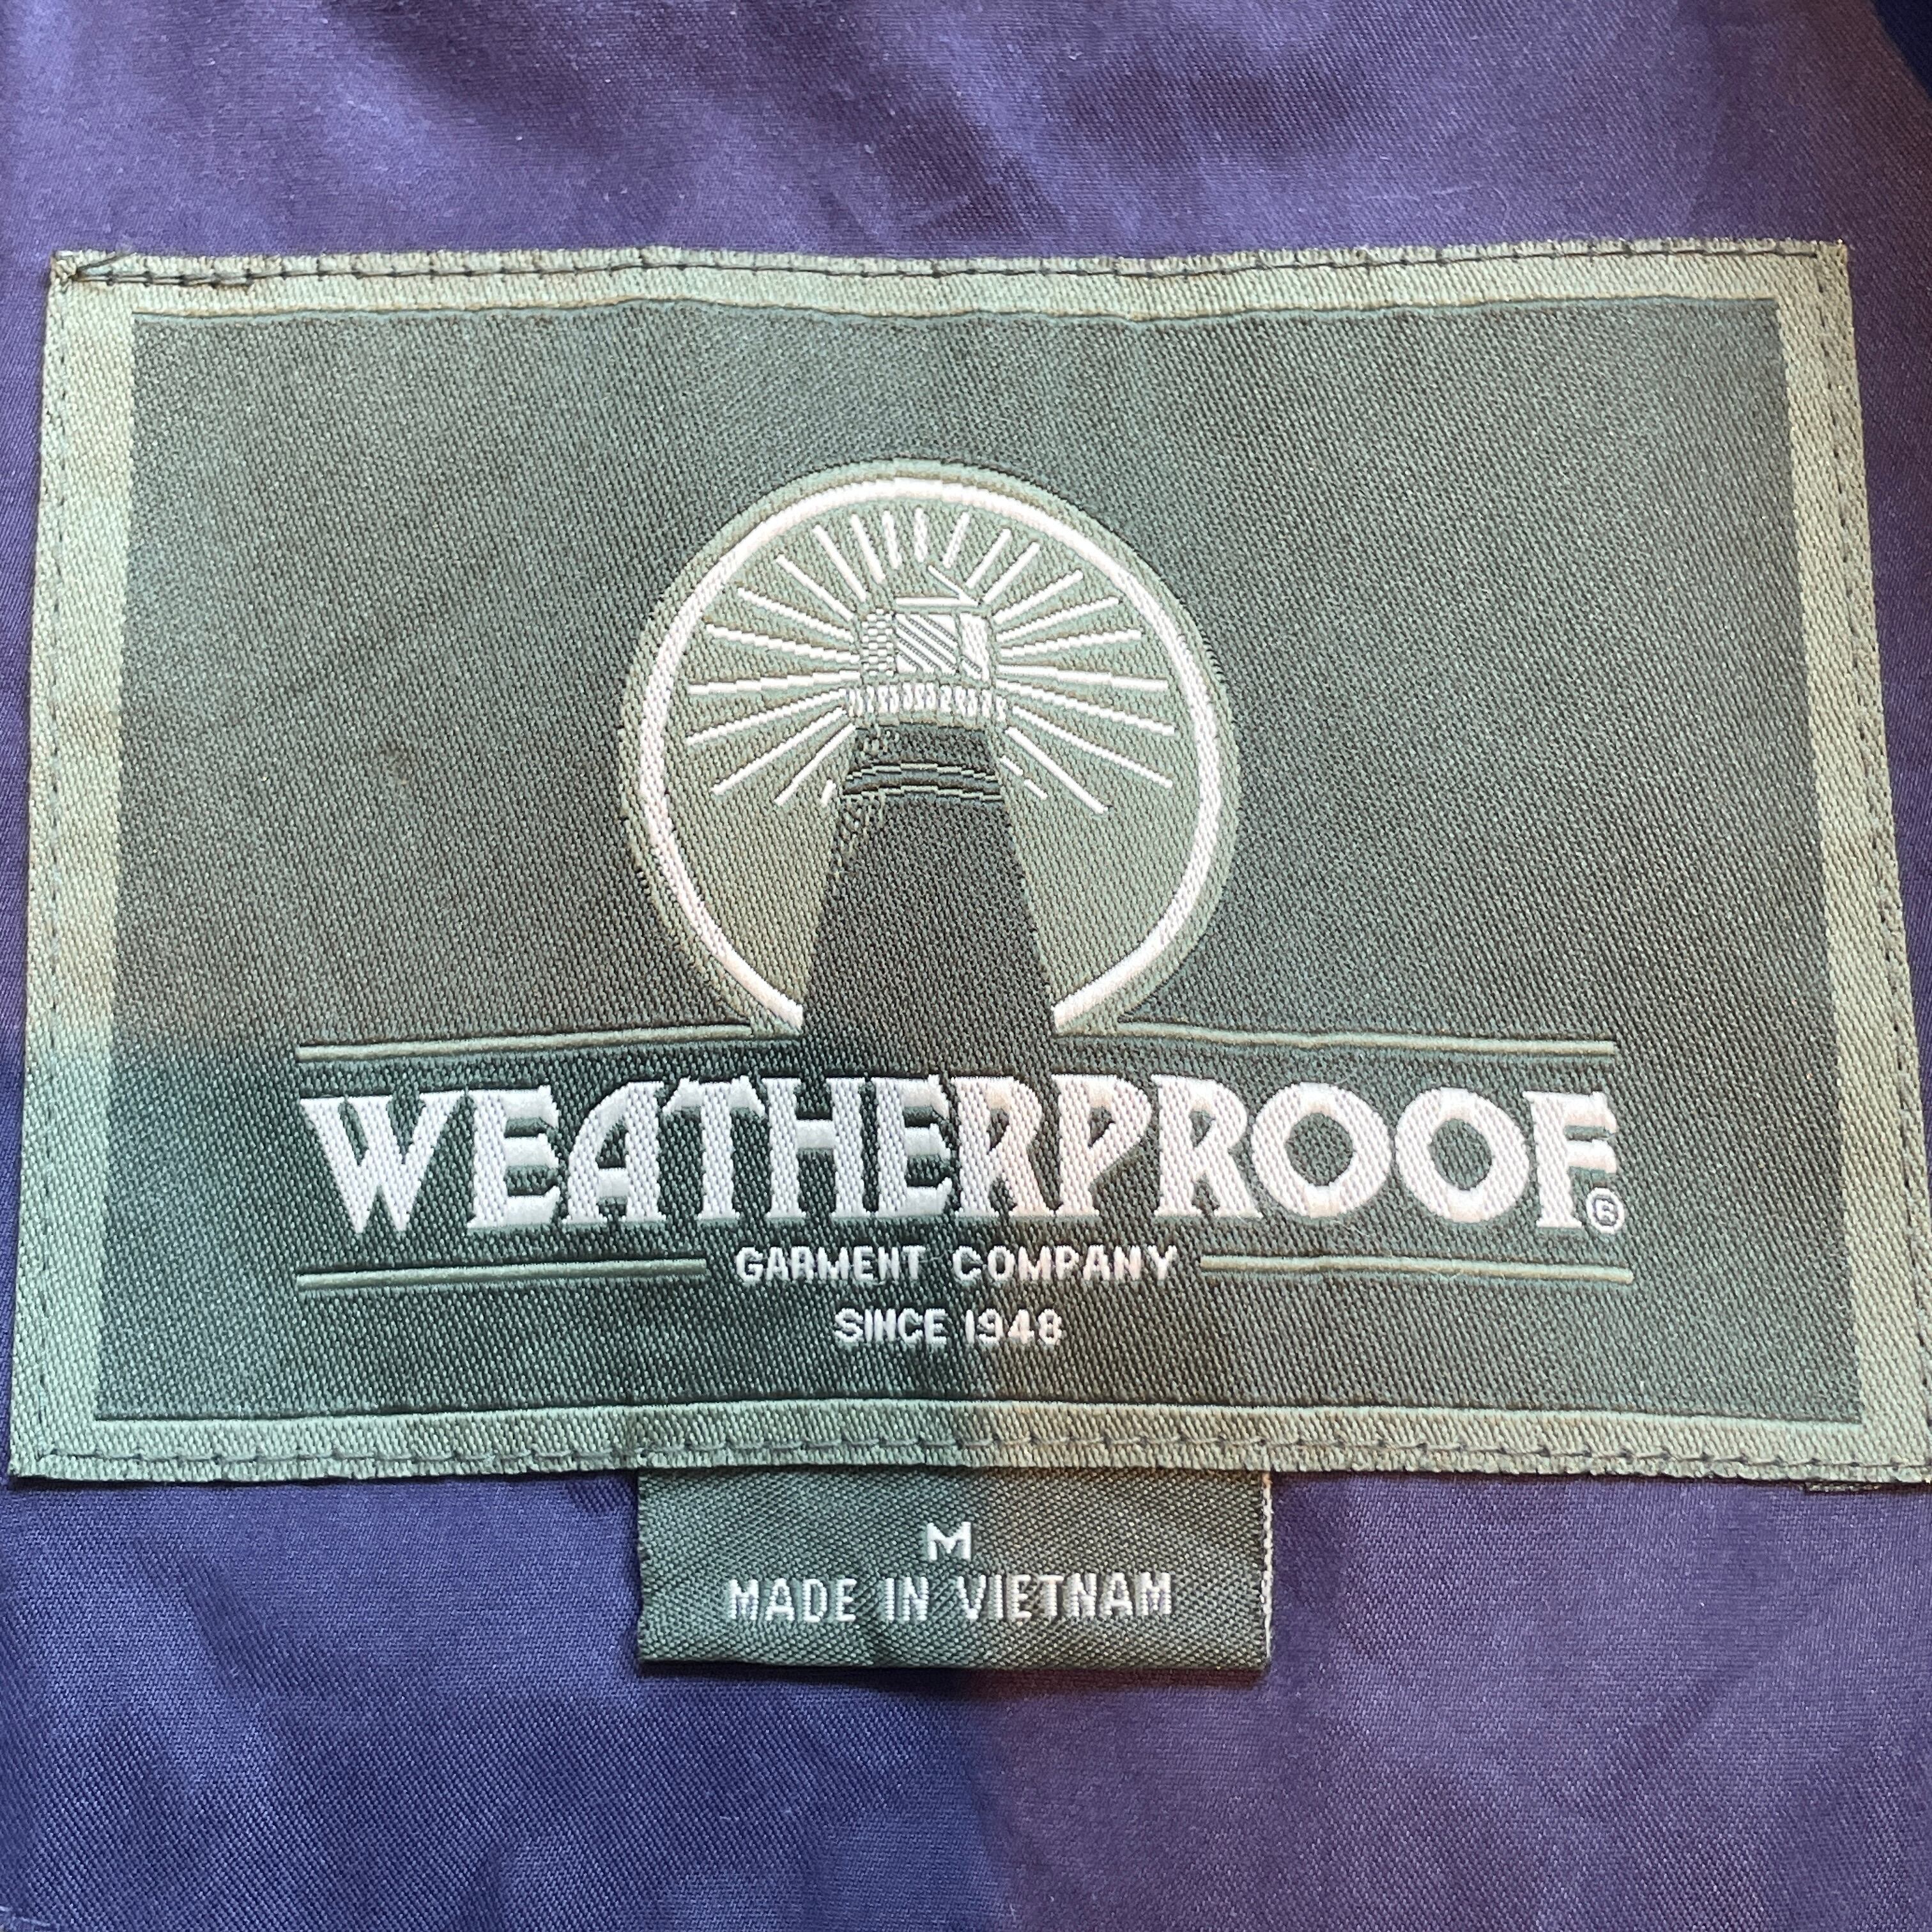 WEATHERPROOF®
GARMENT COMPANY
SINCE 1948
M
MADE IN VIETNAM